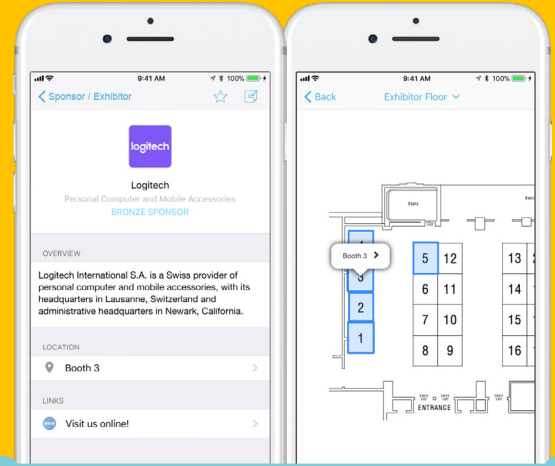 9:41 AM
100%
Sponsor / Exhibitor
logitech
Logitech
Personal Computer and Mobile Accessories
BRONZE SPONSOR
OVERVIEW
Logitech International S.A. is a Swiss provider of
personal computer and mobile accessories, with its
headquarters in Lausanne, Switzerland and
administrative headquarters in Newark, California.
LOCATION
Booth 3
LINKS
Visit us online!
9:41 AM
100%
Back
Exhibitor Floor
Stairs
Booth 3
3
2
1
5 12
6 11
7 10
8 9
13
14
15
16
ENTRANCE